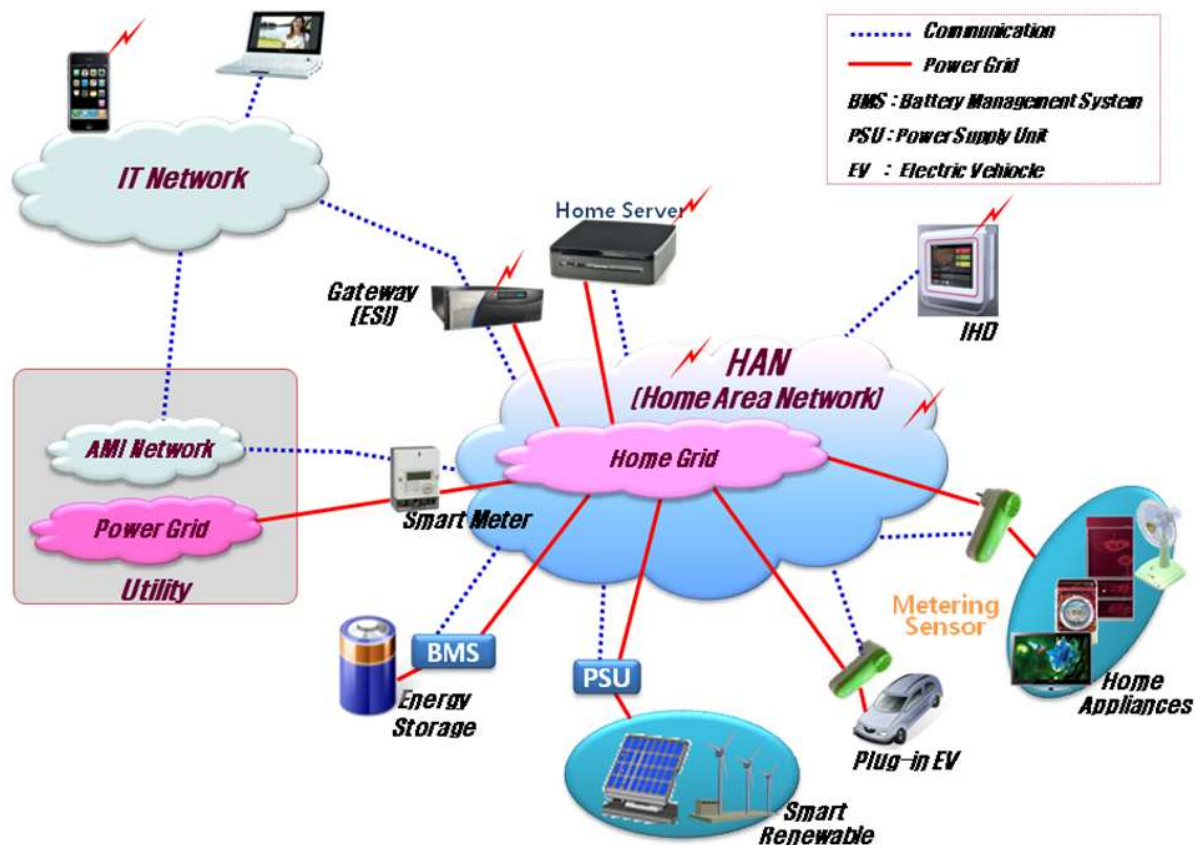 Communication
Power Grid
BMS : Battery Management System
PSU : Power Supply Unit
EV : Electric Vehiocle
IT Network
Home Server
Gateway
(ESI)
IHD
HAN
(Home Area Network)
AMI Network
Home Grid
Power Grid
Smart Meter
Utility
Metering
Sensor
BMS
PSU
Energy
Storage
Home
Appliances
Plug-in EV
Smart
Renewable